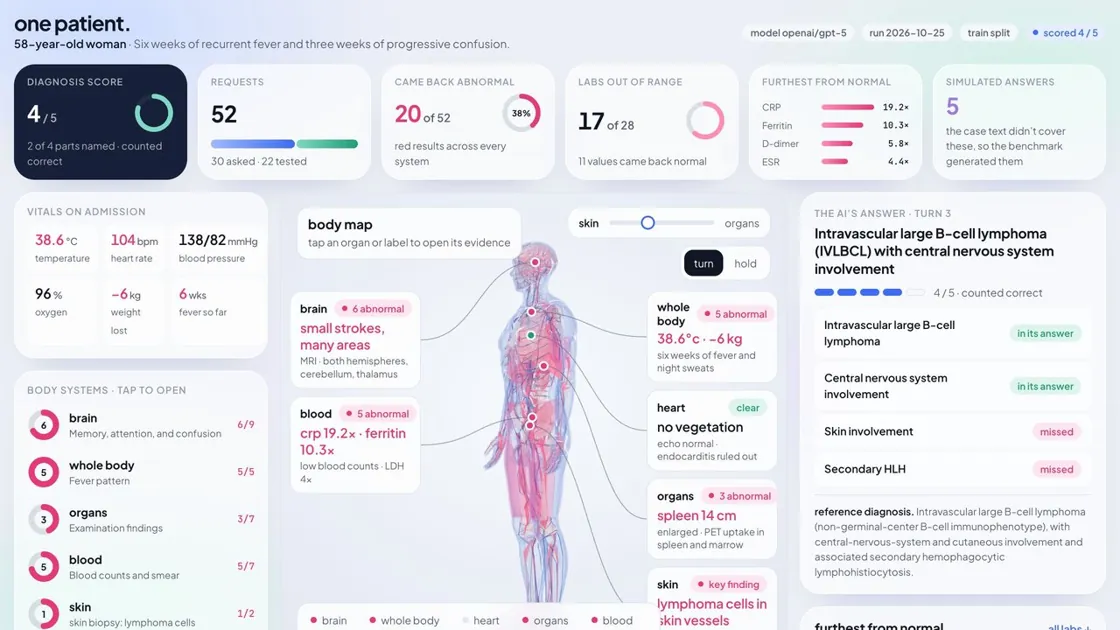 one patient.
58-year-old woman · Six weeks of recurrent fever and three weeks of progressive confusion.
model openai/gpt-5
run 2026-10-25
train split
scored 4 / 5
DIAGNOSIS SCORE
4 / 5
2 of 4 parts named · counted
correct
REQUESTS
52
30 asked · 22 tested
CAME BACK ABNORMAL
20 of 52
38%
red results across every
system
LABS OUT OF RANGE
17 of 28
11 values came back normal
FURTHEST FROM NORMAL
CRP 19.2×
Ferritin 10.3×
D-dimer 5.8×
ESR 4.4×
SIMULATED ANSWERS
5
the case text didn't cover
these, so the benchmark
generated them
VITALS ON ADMISSION
38.6 °C
temperature
104 bpm
heart rate
138/82 mmHg
blood pressure
96 %
oxygen
−6 kg
weight
lost
6 wks
fever so far
BODY SYSTEMS · TAP TO OPEN
6
brain
Memory, attention, and confusion
6/9
5
whole body
Fever pattern
5/5
3
organs
Examination findings
3/7
5
blood
Blood counts and smear
5/7
1
skin
skin biopsy: lymphoma cells
1/2
body map
tap an organ or label to open its evidence
skin
organs
turn
hold
brain
6 abnormal
small strokes,
many areas
MRI · both hemispheres,
cerebellum, thalamus
blood
5 abnormal
crp 19.2× · ferritin
10.3×
low blood counts · LDH
4×
whole
body
5 abnormal
38.6°c · −6 kg
six weeks of fever and
night sweats
heart
clear
no vegetation
echo normal ·
endocarditis ruled out
organs
3 abnormal
spleen 14 cm
enlarged · PET uptake in
spleen and marrow
skin
key finding
lymphoma cells in
skin vessels
brain
whole body
heart
organs
blood
THE AI'S ANSWER · TURN 3
Intravascular large B-cell lymphoma
(IVLBCL) with central nervous system
involvement
4 / 5 · counted correct
Intravascular large B-cell
lymphoma
in its answer
Central nervous system
involvement
in its answer
Skin involvement
missed
Secondary HLH
missed
reference diagnosis. Intravascular large B-cell lymphoma
(non-germinal-center B-cell immunophenotype), with
central-nervous-system and cutaneous involvement and
associated secondary hemophagocytic
lymphohistiocytosis.
furthest from normal
all labs +